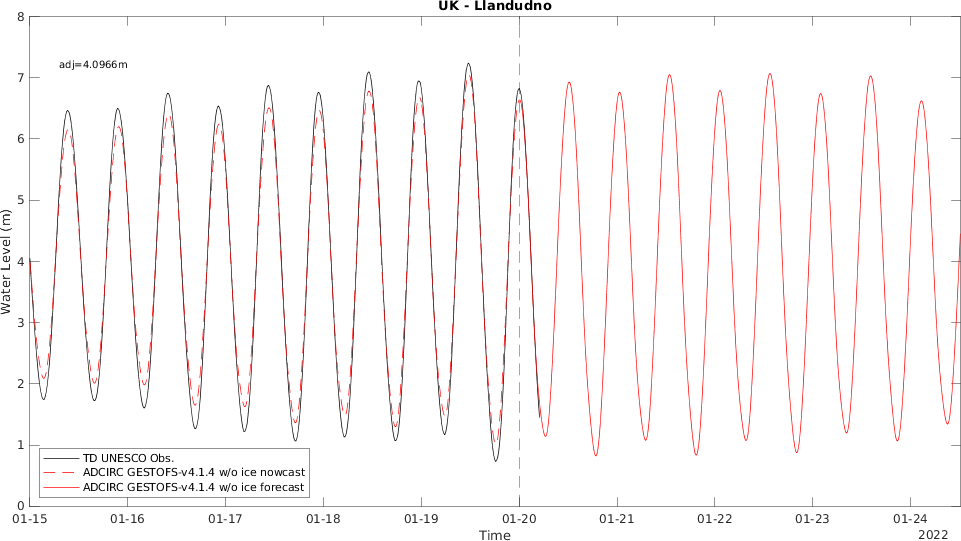 UK - Llandudno
8
adj=4.0966m
7
6
5
4
3
2
1
0
Water Level (m)
TD UNESCO Obs.
ADCIRC GESTOFS-v4.1.4 w/o ice nowcast
ADCIRC GESTOFS-v4.1.4 w/o ice forecast
01-15 01-16 01-17 01-18 01-19 01-20 01-21 01-22 01-23 01-24
Time
2022